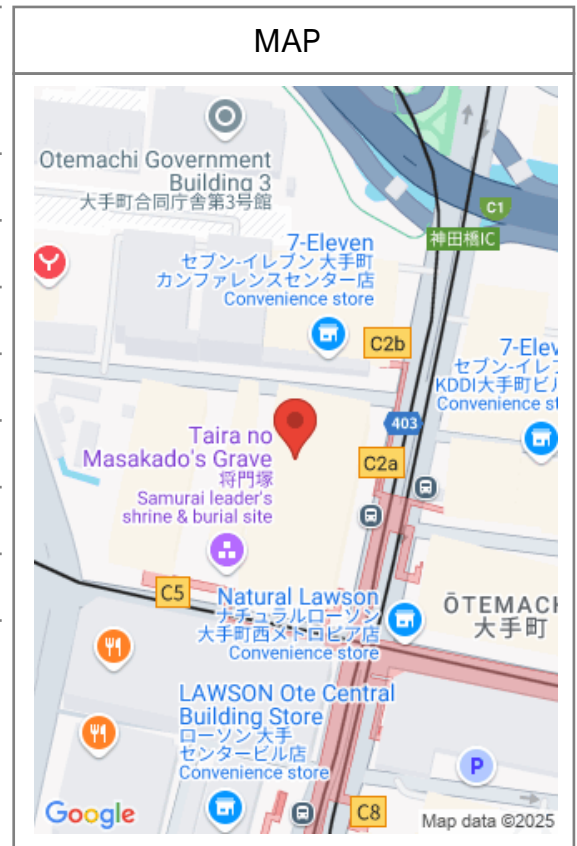 MAP
Otemachi Government
Building 3
大手町合同庁舎第3号館
C1
神田橋IC
7-Eleven
セブン-イレブン 大手町
カンファレンスセンター店
Convenience store
C2b
7-Elev
セブン-イレブ
KDDI大手町ビル
Convenience st
403
Taira no
Masakado's Grave
将門塚
Samurai leader's
shrine & burial site
C2a
C5
Natural Lawson
ナチュラルローソン
大手町西メトロピア店
Convenience store
ŌTEMACH
大手町
LAWSON Ote Central
Building Store
ローソン 大手
センタービル店
Convenience store
P
C8
Google
Map data ©2025